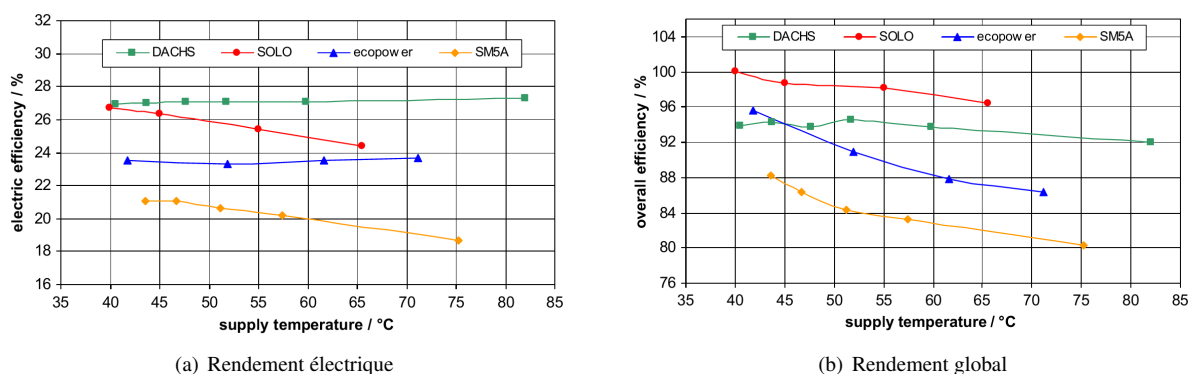 32
30
28
26
24
22
20
18
16
electric efficiency / %
DACHS SOLO ecopower SM5A
35 40 45 50 55 60 65 70 75 80 85
supply temperature / °C
(a) Rendement électrique
104
100
96
92
88
84
80
76
overall efficiency / %
DACHS SOLO ecopower SM5A
35 40 45 50 55 60 65 70 75 80 85
supply temperature / °C
(b) Rendement global